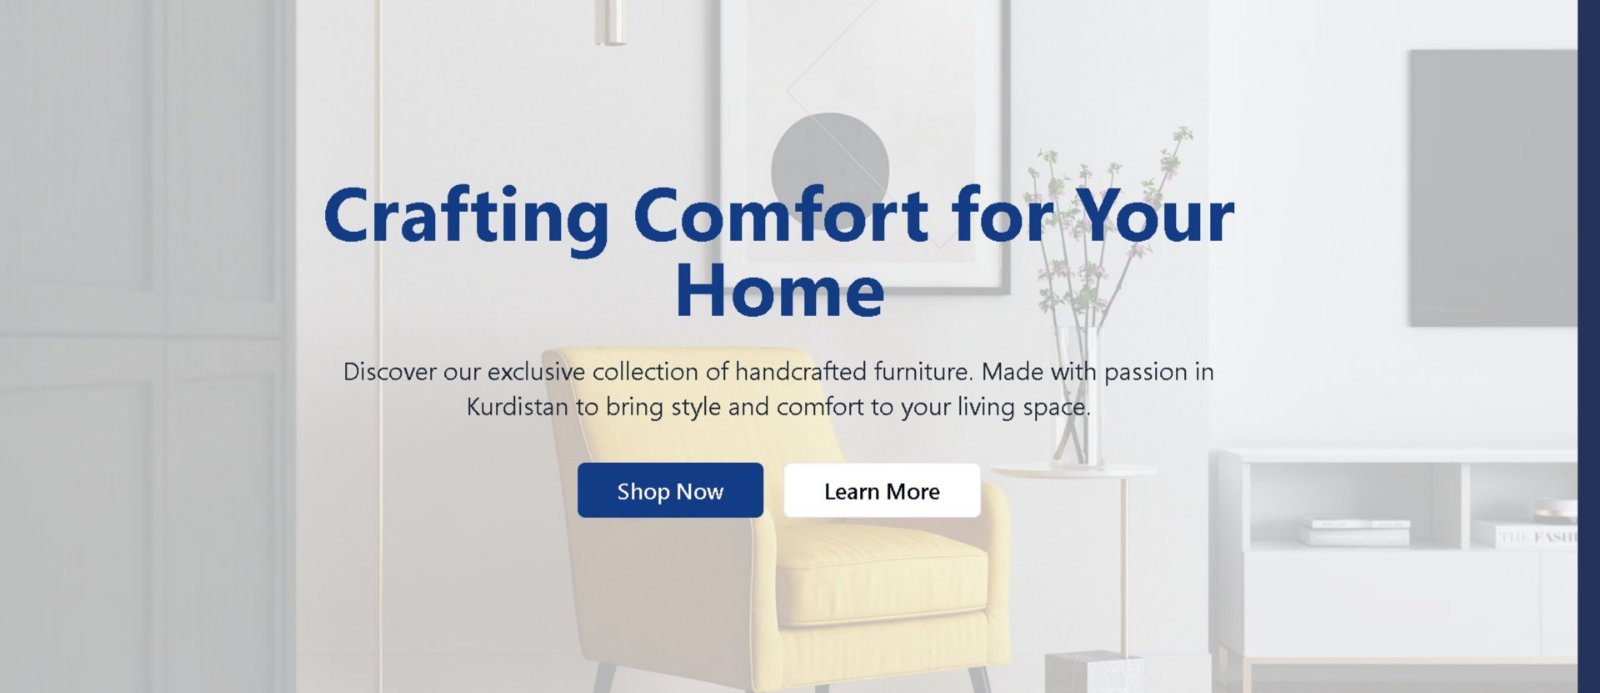 Crafting Comfort for Your
Home
Discover our exclusive collection of handcrafted furniture. Made with passion in
Kurdistan to bring style and comfort to your living space.
Shop Now
Learn More
THE FASHI